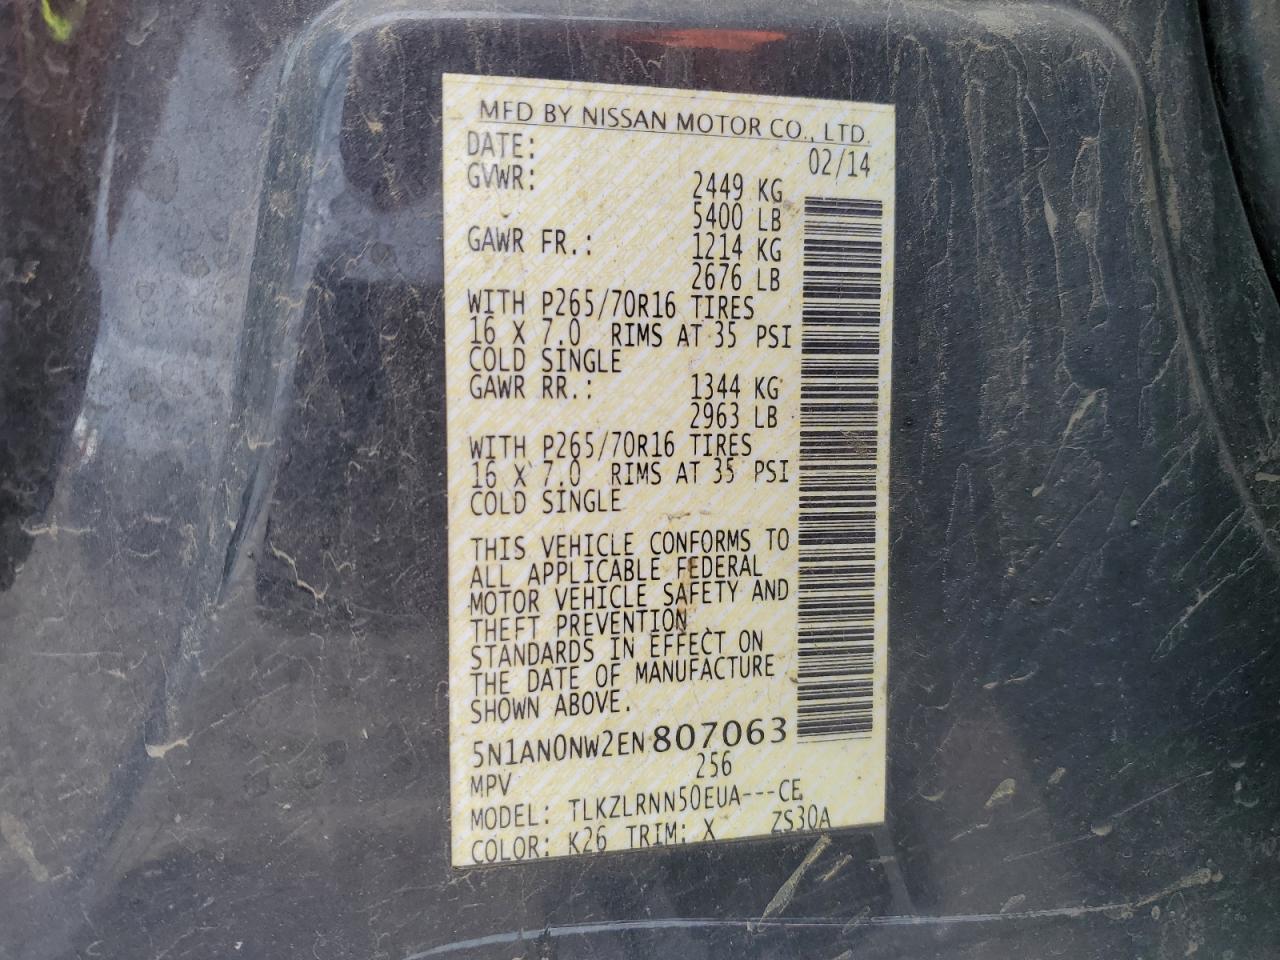 MFD BY NISSAN MOTOR CO., LTD.
DATE: 02/14
GVWR: 2449 KG
5400 LB
GAWR FR.: 1214 KG
2676 LB
WITH P265/70R16 TIRES
16 X 7.0 RIMS AT 35 PSI
COLD SINGLE
GAWR RR.: 1344 KG
2963 LB
WITH P265/70R16 TIRES
16 X 7.0 RIMS AT 35 PSI
COLD SINGLE
THIS VEHICLE CONFORMS TO
ALL APPLICABLE FEDERAL
MOTOR VEHICLE SAFETY AND
THEFT PREVENTION
STANDARDS IN EFFECT ON
THE DATE OF MANUFACTURE
SHOWN ABOVE.
5N1AN0NW2EN807063
MPV 256
MODEL: TLKZLRNN50EUA---CE
COLOR: K26 TRIM: X ZS30A